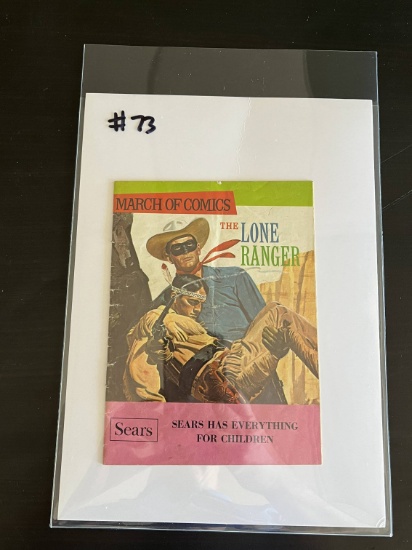 #73
MARCH OF COMICS
THE LONE
RANGER
Sears
SEARS HAS EVERYTHING
FOR CHILDREN